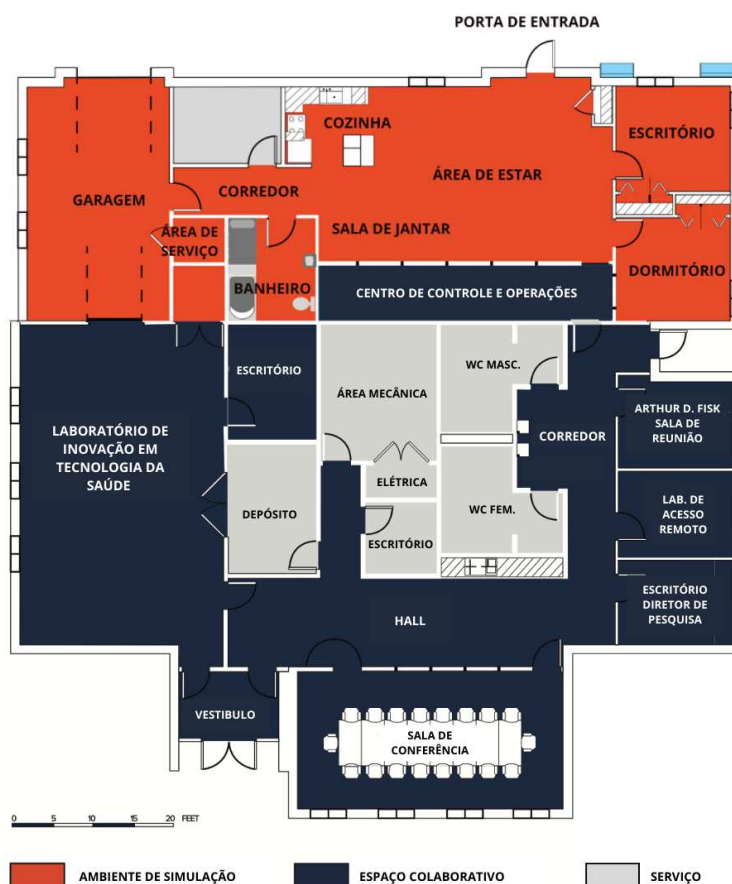 PORTA DE ENTRADA
COZINHA
ESCRITÓRIO
ÁREA DE ESTAR
GARAGEM
CORREDOR
ÁREA DE
SERVIÇO
SALA DE JANTAR
DORMITÓRIO
BANHEIRO
CENTRO DE CONTROLE E OPERAÇÕES
ESCRITÓRIO
WC MASC.
ÁREA MECÂNICA
LABORATÓRIO DE
INOVAÇÃO EM
TECNOLOGIA DA
SAÚDE
CORREDOR
ARTHUR D. FISK
SALA DE
REUNIÃO
ELÉTRICA
DEPÓSITO
WC FEM.
LAB. DE
ACESSO
REMOTO
ESCRITÓRIO
ESCRITÓRIO
DIRETOR DE
PESQUISA
HALL
VESTIBULO
SALA DE
CONFERÊNCIA
0 5 10 15 20 FEET
AMBIENTE DE SIMULAÇÃO
ESPAÇO COLABORATIVO
SERVIÇO